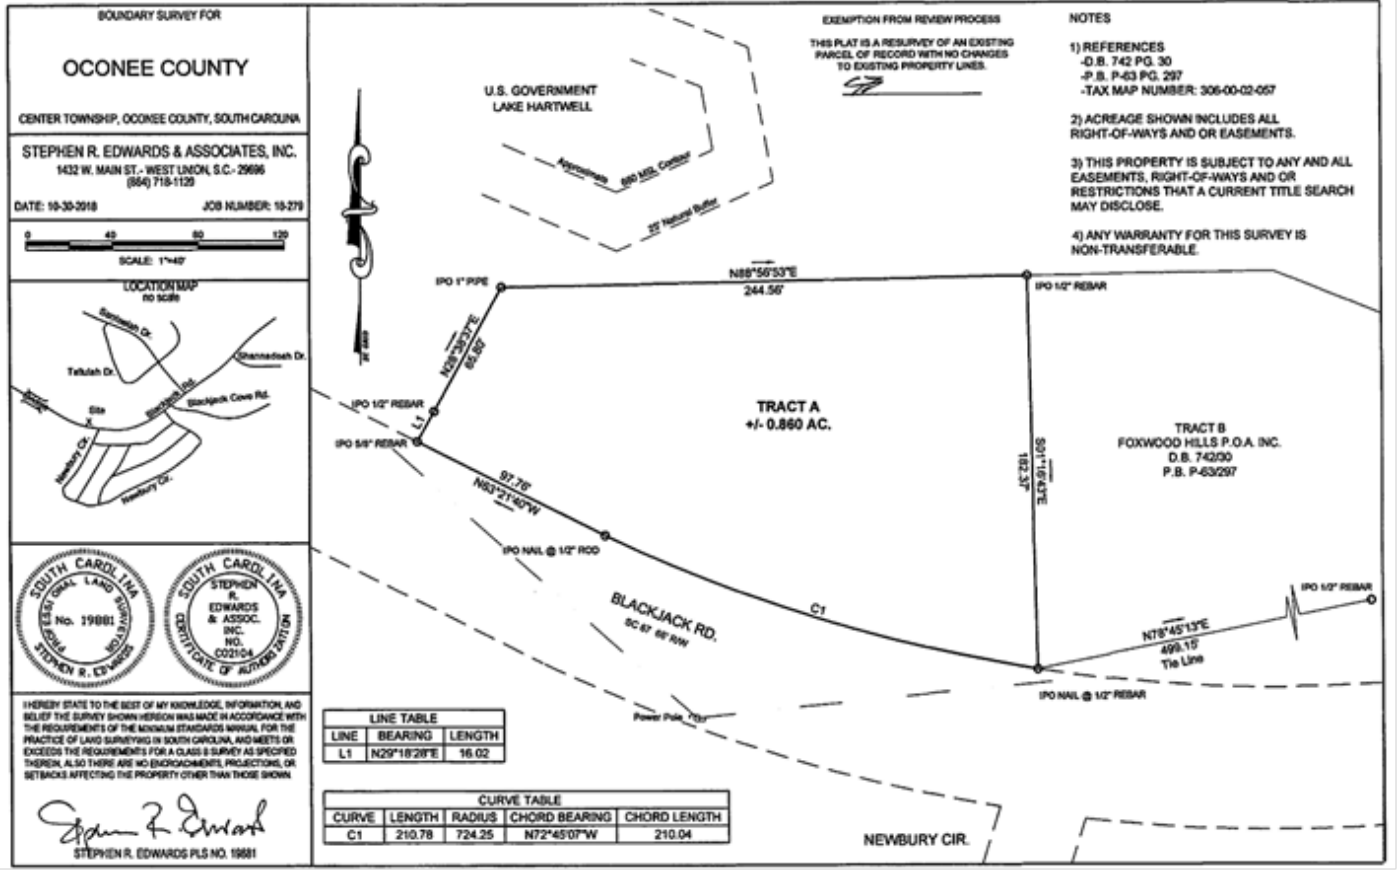 BOUNDARY SURVEY FOR
OCONEE COUNTY
CENTER TOWNSHIP, OCONEE COUNTY, SOUTH CAROLINA
STEPHEN R. EDWARDS & ASSOCIATES, INC.
1432 W. MAIN ST.- WEST UNION, S.C.- 29696
(864) 718-1129
DATE: 10-30-2018 JOB NUMBER: 18-279
0 40 80 120
SCALE: 1"=40'
LOCATION MAP
no scale
Tallulah Dr.
Shannadoah Dr.
Blackjack Rd.
Blackjack Cove Rd.
Site
X
Newbury Cir.
Newbury Cir.
SOUTH CAROLINA
PROFESSIONAL LAND SURVEYOR
No. 19881
STEPHEN R. EDWARDS
SOUTH CAROLINA
STEPHEN
R.
EDWARDS
& ASSOC.
INC.
NO.
C02104
CERTIFICATE OF AUTHORIZATION
I HEREBY STATE TO THE BEST OF MY KNOWLEDGE, INFORMATION, AND
BELIEF THE SURVEY SHOWN HEREON WAS MADE IN ACCORDANCE WITH
THE REQUIREMENTS OF THE MINIMUM STANDARDS MANUAL FOR THE
PRACTICE OF LAND SURVEYING IN SOUTH CAROLINA, AND MEETS OR
EXCEEDS THE REQUIREMENTS FOR A CLASS B SURVEY AS SPECIFIED
THEREIN, ALSO THERE ARE NO ENCROACHMENTS, PROJECTIONS, OR
SETBACKS AFFECTING THE PROPERTY OTHER THAN THOSE SHOWN.
Stephen R. Edwards
STEPHEN R. EDWARDS PLS NO. 19881
U.S. GOVERNMENT
LAKE HARTWELL
Approximate 660 MSL Contour
25' Natural Buffer
EXEMPTION FROM REVIEW PROCESS
THIS PLAT IS A RESURVEY OF AN EXISTING
PARCEL OF RECORD WITH NO CHANGES
TO EXISTING PROPERTY LINES.
NOTES
1) REFERENCES
-D.B. 742 PG. 30
-P.B. P-63 PG. 297
-TAX MAP NUMBER: 306-00-02-057
2) ACREAGE SHOWN INCLUDES ALL
RIGHT-OF-WAYS AND OR EASEMENTS.
3) THIS PROPERTY IS SUBJECT TO ANY AND ALL
EASEMENTS, RIGHT-OF-WAYS AND OR
RESTRICTIONS THAT A CURRENT TITLE SEARCH
MAY DISCLOSE.
4) ANY WARRANTY FOR THIS SURVEY IS
NON-TRANSFERABLE.
IPO 1" PIPE
N88°56'53"E
244.56'
IPO 1/2" REBAR
N28°38'37"E
65.80'
IPO 1/2" REBAR
L1
IPO 5/8" REBAR
TRACT A
+/- 0.860 AC.
S01°16'43"E
182.37'
TRACT B
FOXWOOD HILLS P.O.A. INC.
D.B. 742/30
P.B. P-63/297
97.76'
N63°21'40"W
IPO NAIL @ 1/2" ROD
C1
BLACKJACK RD.
SC 67 66' R/W
IPO 1/2" REBAR
N78°45'13"E
499.15'
Tie Line
IPO NAIL @ 1/2" REBAR
Power Pole
LINE TABLE
LINE BEARING LENGTH
L1 N29°18'28"E 16.02
CURVE TABLE
CURVE LENGTH RADIUS CHORD BEARING CHORD LENGTH
C1 210.78 724.25 N72°45'07"W 210.04
NEWBURY CIR.